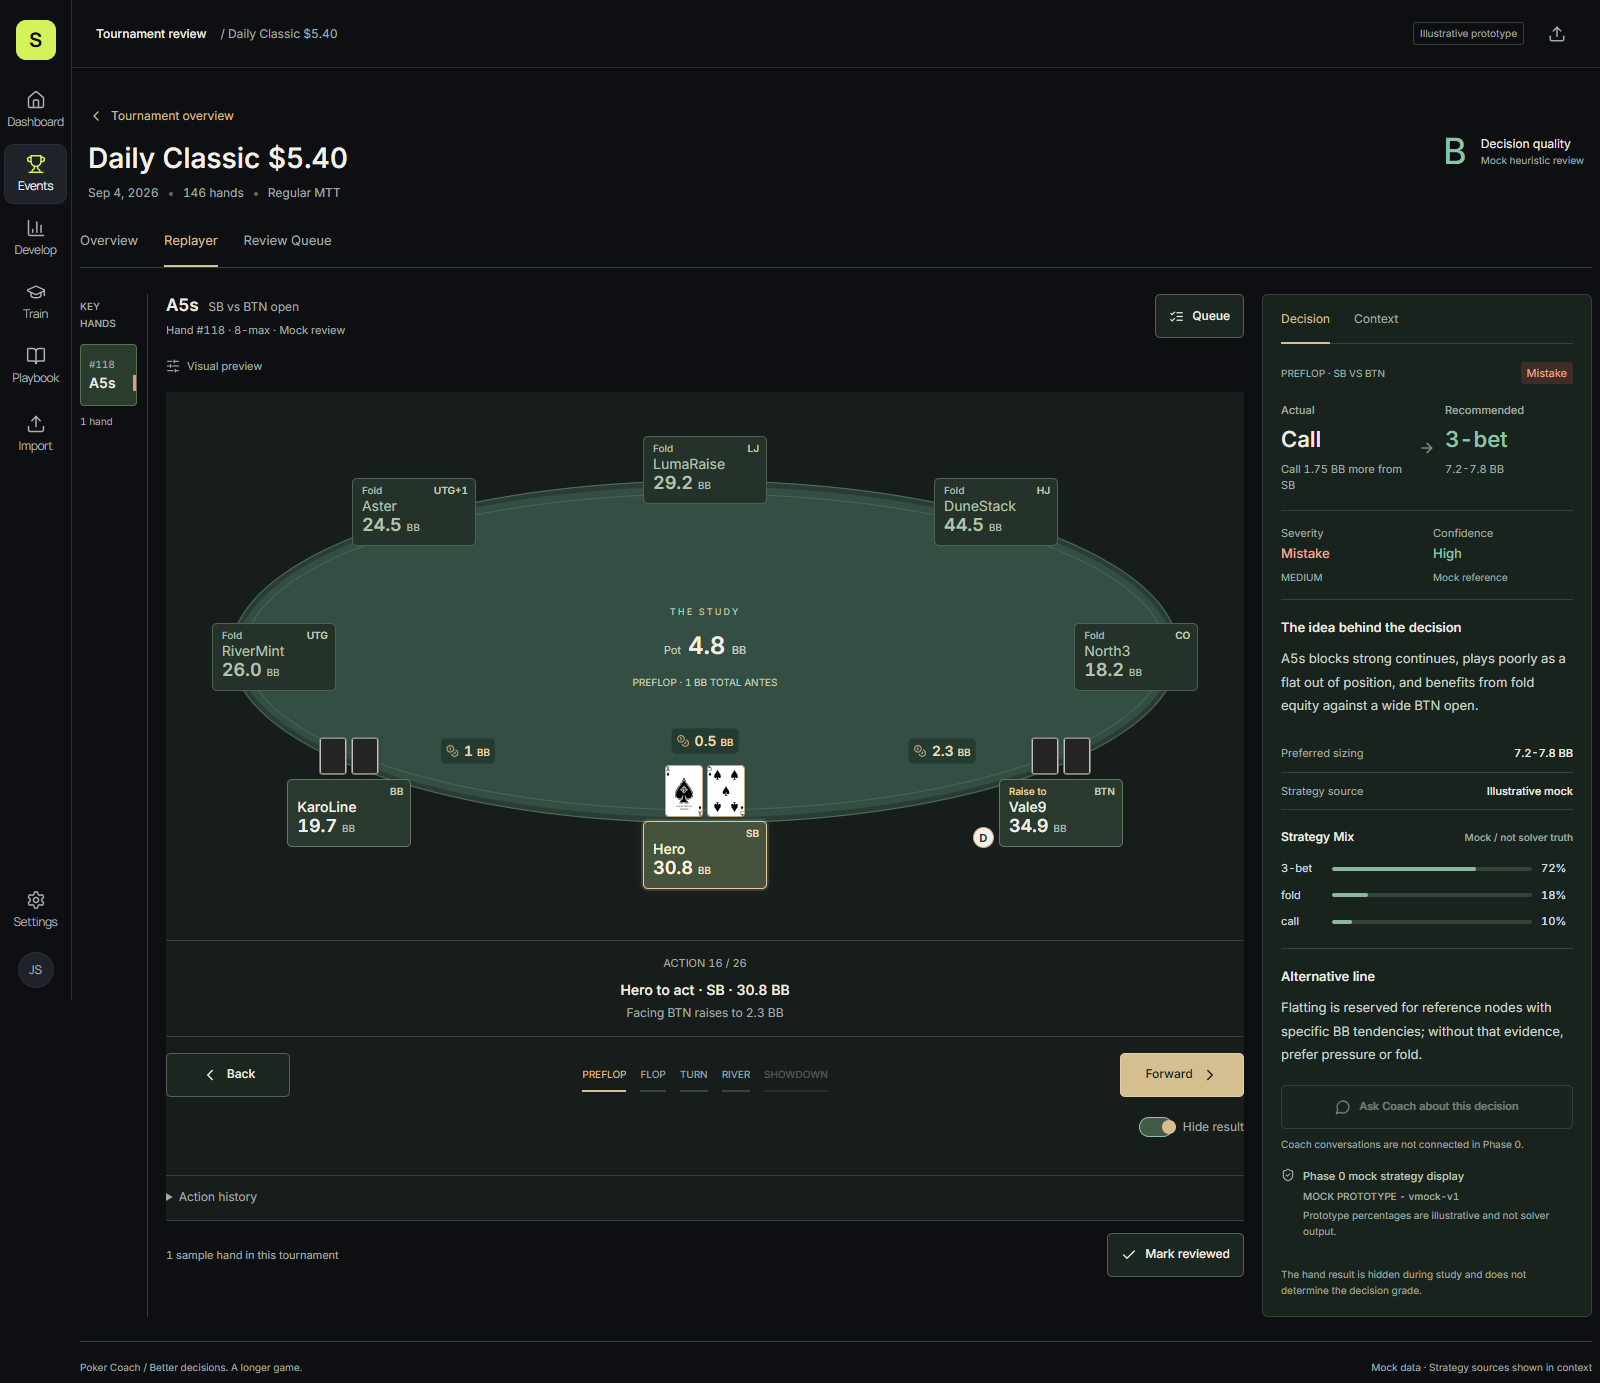 S
Dashboard
Events
Develop
Train
Playbook
Import
Settings
JS
Tournament review / Daily Classic $5.40
Illustrative prototype
Tournament overview
Daily Classic $5.40
Sep 4, 2026 • 146 hands • Regular MTT
B
Decision quality
Mock heuristic review
Overview Replayer Review Queue
KEY
HANDS
#118
A5s
1 hand
A5s SB vs BTN open
Hand #118 · 8-max · Mock review
Queue
Visual preview
Fold LJ
LumaRaise
29.2 BB
Fold UTG+1
Aster
24.5 BB
Fold HJ
DuneStack
44.5 BB
Fold UTG
RiverMint
26.0 BB
THE STUDY
Pot 4.8 BB
PREFLOP · 1 BB TOTAL ANTES
Fold CO
North3
18.2 BB
1 BB
0.5 BB
2.3 BB
BB
KaroLine
19.7 BB
SB
Hero
30.8 BB
D
Raise to BTN
Vale9
34.9 BB
ACTION 16 / 26
Hero to act · SB · 30.8 BB
Facing BTN raises to 2.3 BB
Back
PREFLOP FLOP TURN RIVER SHOWDOWN
Forward
Hide result
Action history
1 sample hand in this tournament
Mark reviewed
Decision Context
PREFLOP · SB VS BTN
Mistake
Actual
Call
Call 1.75 BB more from
SB
Recommended
3-bet
7.2-7.8 BB
Severity
Mistake
MEDIUM
Confidence
High
Mock reference
The idea behind the decision
A5s blocks strong continues, plays poorly as a
flat out of position, and benefits from fold
equity against a wide BTN open.
Preferred sizing 7.2-7.8 BB
Strategy source Illustrative mock
Strategy Mix Mock / not solver truth
3-bet 72%
fold 18%
call 10%
Alternative line
Flatting is reserved for reference nodes with
specific BB tendencies; without that evidence,
prefer pressure or fold.
Ask Coach about this decision
Coach conversations are not connected in Phase 0.
Phase 0 mock strategy display
MOCK PROTOTYPE - vmock-v1
Prototype percentages are illustrative and not solver
output.
The hand result is hidden during study and does not
determine the decision grade.
Poker Coach / Better decisions. A longer game.
Mock data · Strategy sources shown in context